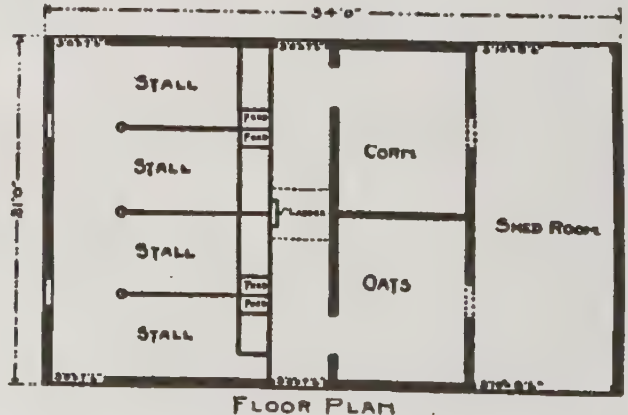 34'0"
STALL
FEED
FEED
CORN
STALL
21'0"
LADDER
SHED ROOM
STALL
OATS
FEED
FEED
STALL
FLOOR PLAN